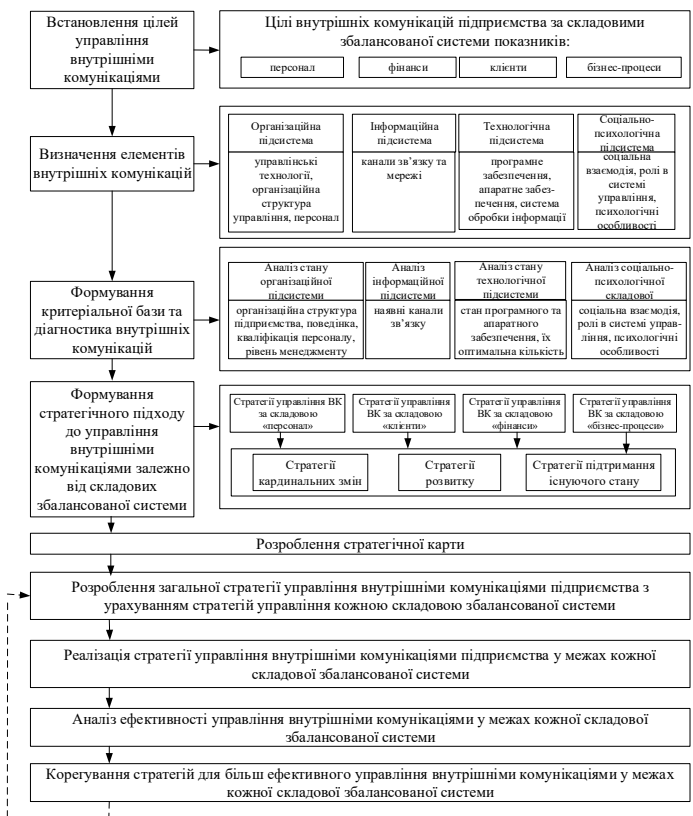 Встановлення цілей
управління
внутрішніми
комунікаціями
Цілі внутрішніх комунікацій підприємства за складовими
збалансованої системи показників:
персонал
фінанси
клієнти
бізнес-процеси
Визначення елементів
внутрішніх комунікацій
Організаційна
підсистема
управлінські
технології,
організаційна
структура
управління, персонал
Інформаційна
підсистема
канали зв’язку та
мережі
Технологічна
підсистема
програмне
забезпечення,
апаратне забез-
печення, система
обробки інформації
Соціально-
психологічна
підсистема
соціальна
взаємодія, ролі в
системі
управління,
психологічні
особливості
Формування
критеріальної бази та
діагностика внутрішніх
комунікацій
Аналіз стану
організаційної
підсистеми
організаційна структура
підприємства, поведінка,
кваліфікація персоналу,
рівень менеджменту
Аналіз
інформаційної
підсистеми
наявні канали
зв’язку
Аналіз стану
технологічної
підсистеми
стан програмного та
апаратного
забезпечення, їх
оптимальна кількість
Аналіз соціально-
психологічної
складової
соціальна взаємодія,
ролі в системі управ-
ління, психологічні
особливості
Формування
стратегічного підходу
до управління
внутрішніми
комунікаціями залежно
від складових
збалансованої системи
Стратегії управління ВК
за складовою
«персонал»
Стратегії управління
ВК за складовою
«клієнти»
Стратегії управління
ВК за складовою
«фінанси»
Стратегії управління
ВК за складовою
«бізнес-процеси»
Стратегії
кардинальних змін
Стратегії
розвитку
Стратегії підтримання
існуючого стану
Розроблення стратегічної карти
Розроблення загальної стратегії управління внутрішніми комунікаціями підприємства з
урахуванням стратегій управління кожною складовою збалансованої системи
Реалізація стратегії управління внутрішніми комунікаціями підприємства у межах кожної
складової збалансованої системи
Аналіз ефективності управління внутрішніми комунікаціями у межах кожної складової
збалансованої системи
Корегування стратегій для більш ефективного управління внутрішніми комунікаціями у межах
кожної складової збалансованої системи